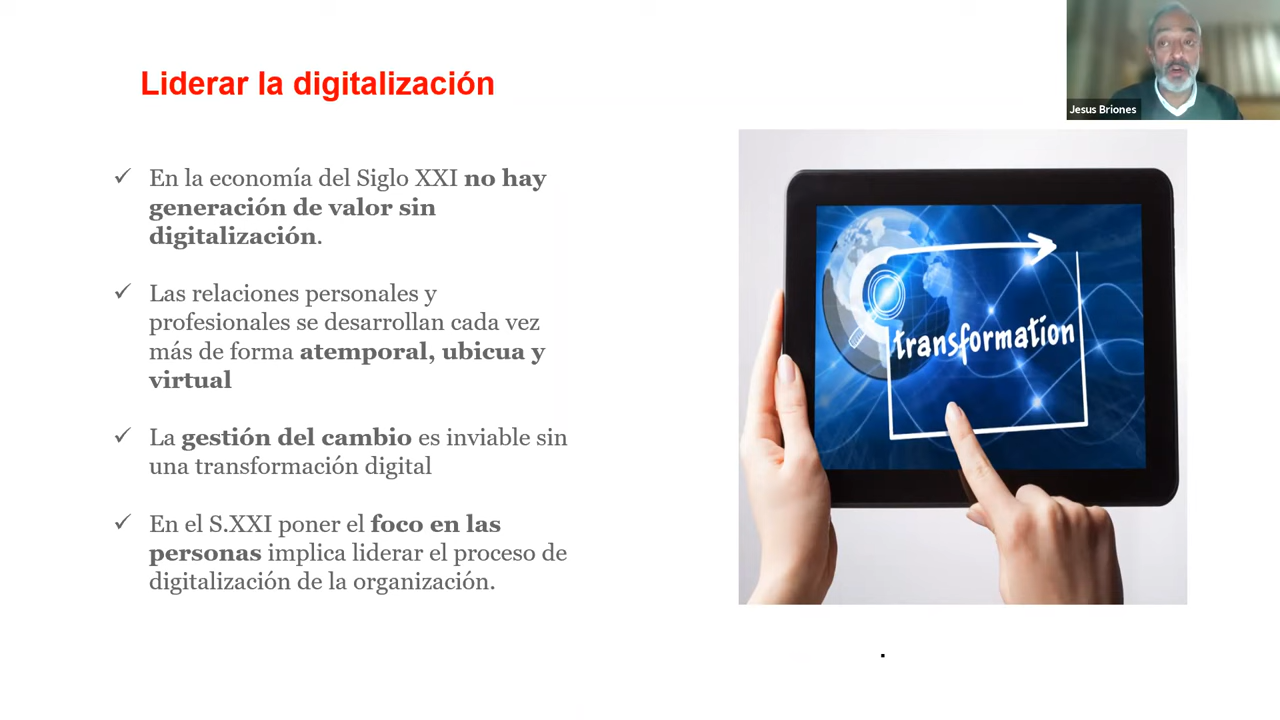 Liderar la digitalización
Jesus Briones
✓ En la economía del Siglo XXI no hay
generación de valor sin
digitalización.
✓ Las relaciones personales y
profesionales se desarrollan cada vez
más de forma atemporal, ubicua y
virtual
✓ La gestión del cambio es inviable sin
una transformación digital
✓ En el S.XXI poner el foco en las
personas implica liderar el proceso de
digitalización de la organización.
transformation
.